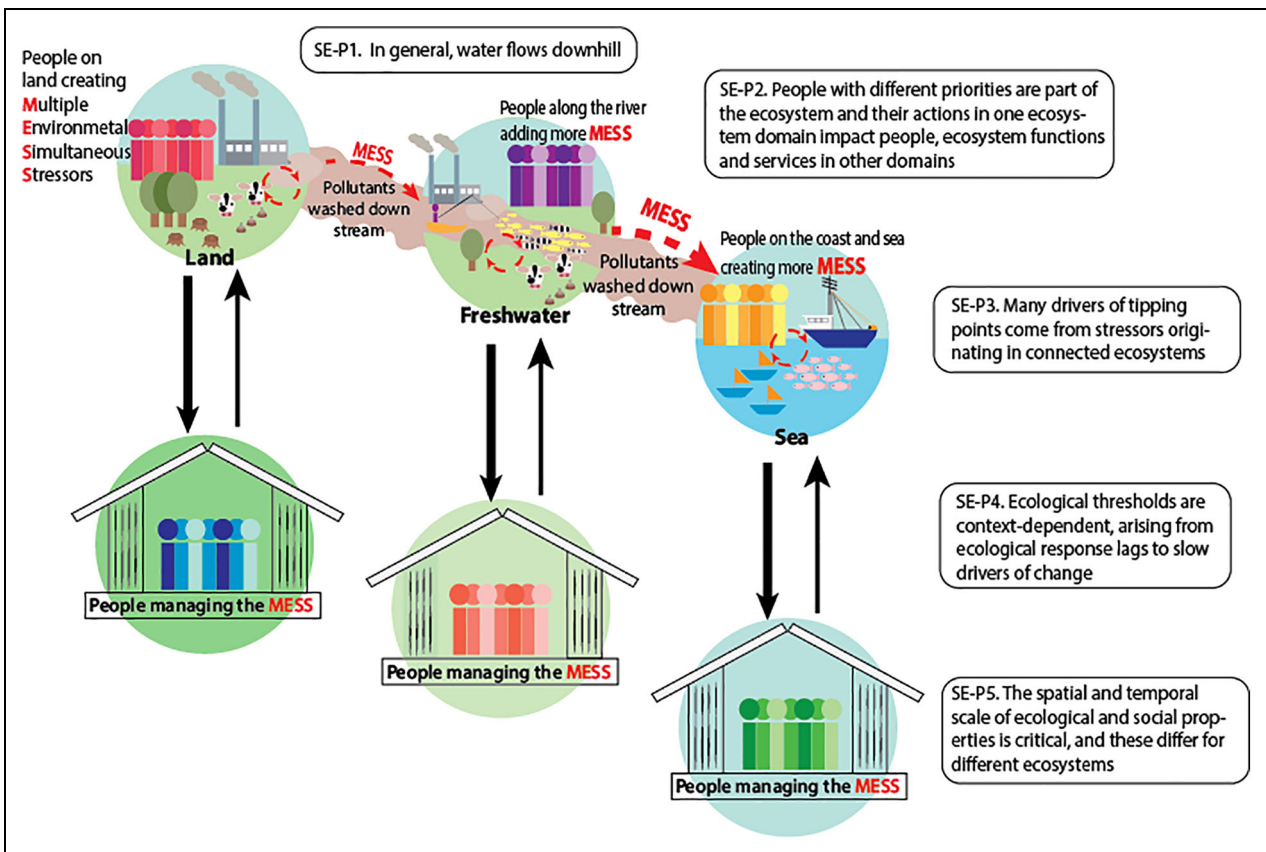 People on
land creating
Multiple
Environmetal
Simultaneous
Stressors
SE-P1. In general, water flows downhill
People along the river
adding more MESS
SE-P2. People with different priorities are part of
the ecosystem and their actions in one ecosys-
tem domain impact people, ecosystem functions
and services in other domains
MESS
Pollutants
washed down
stream
Land
MESS
Pollutants
washed down
stream
Freshwater
People on the coast and sea
creating more MESS
Sea
SE-P3. Many drivers of tipping
points come from stressors origi-
nating in connected ecosystems
People managing the MESS
People managing the MESS
People managing the MESS
SE-P4. Ecological thresholds are
context-dependent, arising from
ecological response lags to slow
drivers of change
SE-P5. The spatial and temporal
scale of ecological and social prop-
erties is critical, and these differ for
different ecosystems